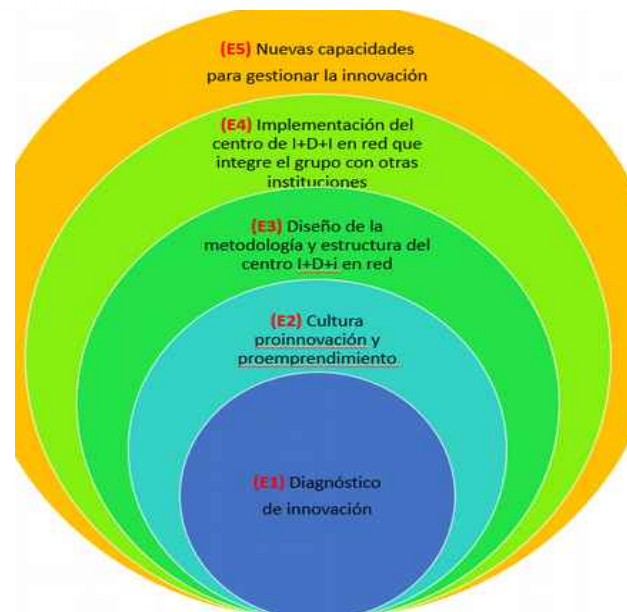 (E5) Nuevas capacidades
para gestionar la innovación
(E4) Implementación del
centro de I+D+I en red que
integre el grupo con otras
instituciones
(E3) Diseño de la
metodología y estructura del
centro I+D+i en red
(E2) Cultura
proinnovación y
proemprendimiento
(E1) Diagnóstico
de innovación